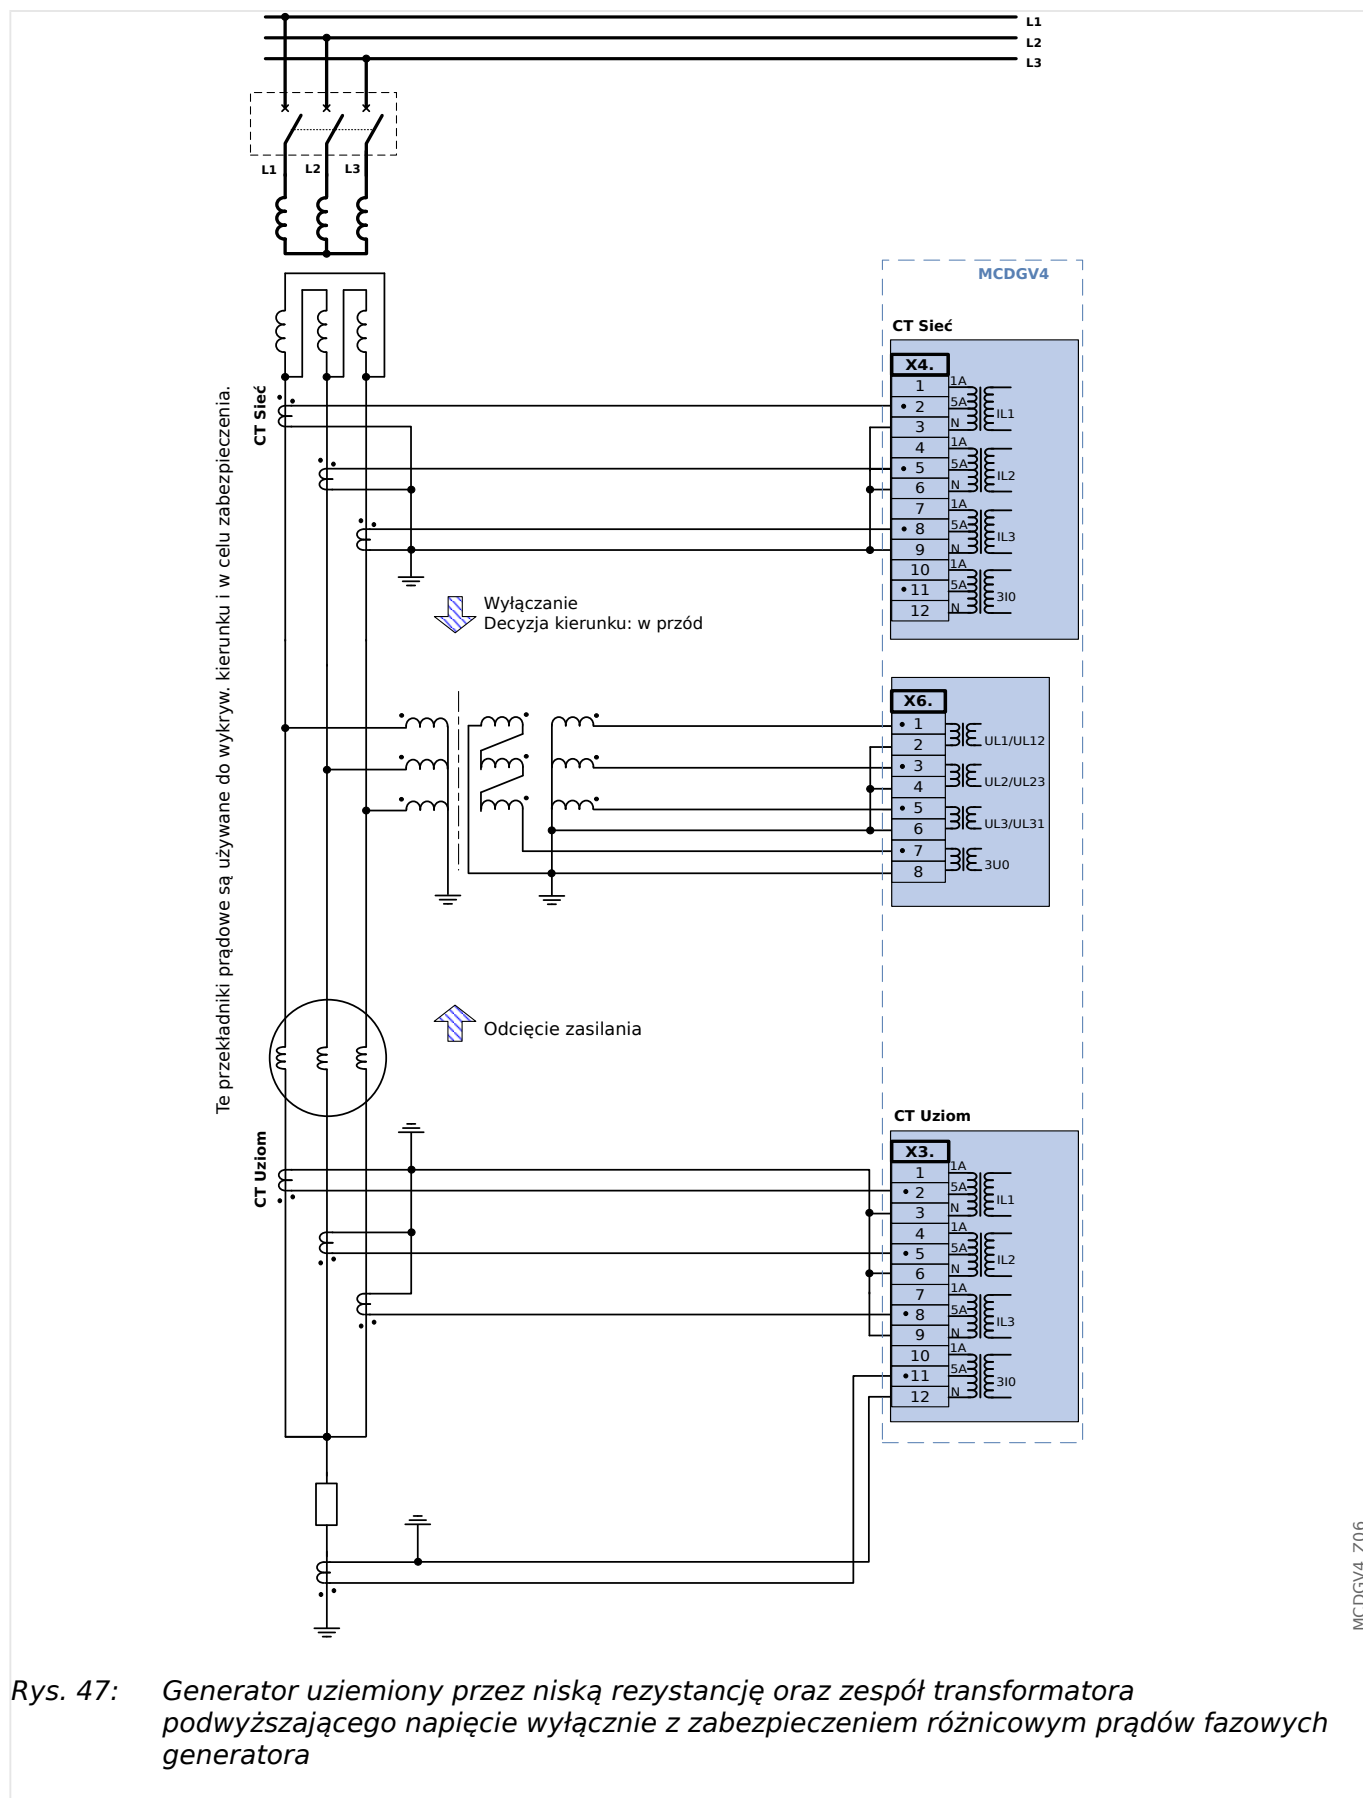 L1
L2
L3
L1
L2
L3
MCDGV4
CT Sieć
X4.
1
2
3
4
5
6
7
8
9
10
11
12
1A
5A
N
IL1
1A
5A
N
IL2
1A
5A
N
IL3
1A
5A
N
3I0
CT Sieć
Te przekładniki prądowe są używane do wykryw. kierunku i w celu zabezpieczenia.
Wyłączanie
Decyzja kierunku: w przód
X6.
1
2
3
4
5
6
7
8
UL1/UL12
UL2/UL23
UL3/UL31
3U0
Odcięcie zasilania
CT Uziom
CT Uziom
X3.
1
2
3
4
5
6
7
8
9
10
11
12
1A
5A
N
IL1
1A
5A
N
IL2
1A
5A
N
IL3
1A
5A
N
3I0
MCDGV4_Z06
Rys. 47: Generator uziemiony przez niską rezystancję oraz zespół transformatora
podwyższającego napięcie wyłącznie z zabezpieczeniem różnicowym prądów fazowych
generatora